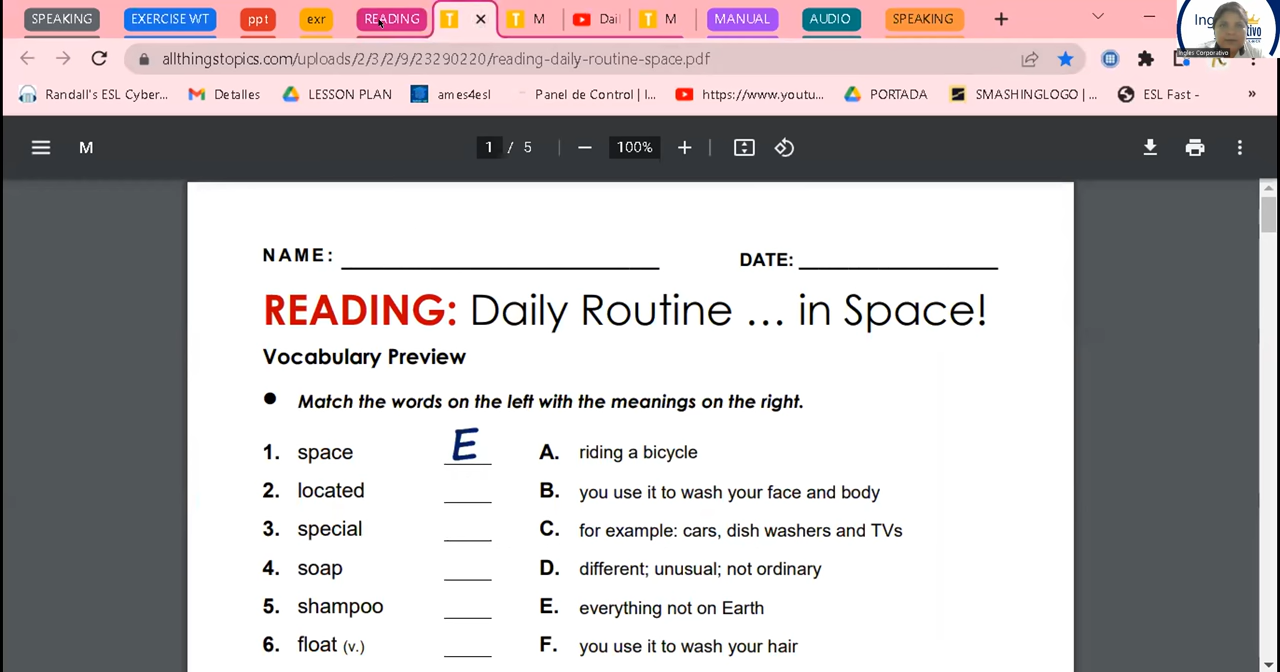 SPEAKING EXERCISE WT ppt exr READING T T M Dai T M MANUAL AUDIO SPEAKING
allthingstopics.com/uploads/2/3/2/9/23290220/reading-daily-routine-space.pdf
Randall's ESL Cyber... Detalles LESSON PLAN ames4esl Panel de Control | I... https://www.youtu... PORTADA SMASHINGLOGO | ... ESL Fast - »
M 1 / 5 100%
Ingles Corporativo
NAME: DATE:
READING: Daily Routine ... in Space!
Vocabulary Preview
● Match the words on the left with the meanings on the right.
1. space E A. riding a bicycle
2. located B. you use it to wash your face and body
3. special C. for example: cars, dish washers and TVs
4. soap D. different; unusual; not ordinary
5. shampoo E. everything not on Earth
6. float (v.) F. you use it to wash your hair